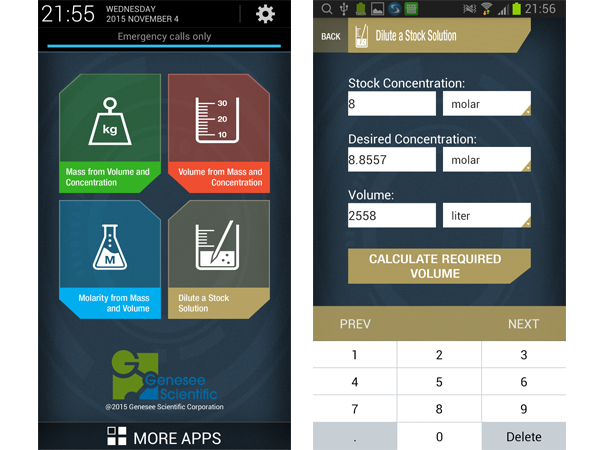 21:55
WEDNESDAY
2015 NOVEMBER 4
Emergency calls only
kg
Mass from Volume and
Concentration
30
20
10
Volume from Mass and
Concentration
M
Molarity from Mass
and Volume
Dilute a Stock
Solution
Genesee
Scientific
@2015 Genesee Scientific Corporation
MORE APPS
21:56
BACK
Dilute a Stock Solution
Stock Concentration:
8 molar
Desired Concentration:
8.8557 molar
Volume:
2558 liter
CALCULATE REQUIRED
VOLUME
PREV NEXT
1 2 3
4 5 6
7 8 9
. 0 Delete